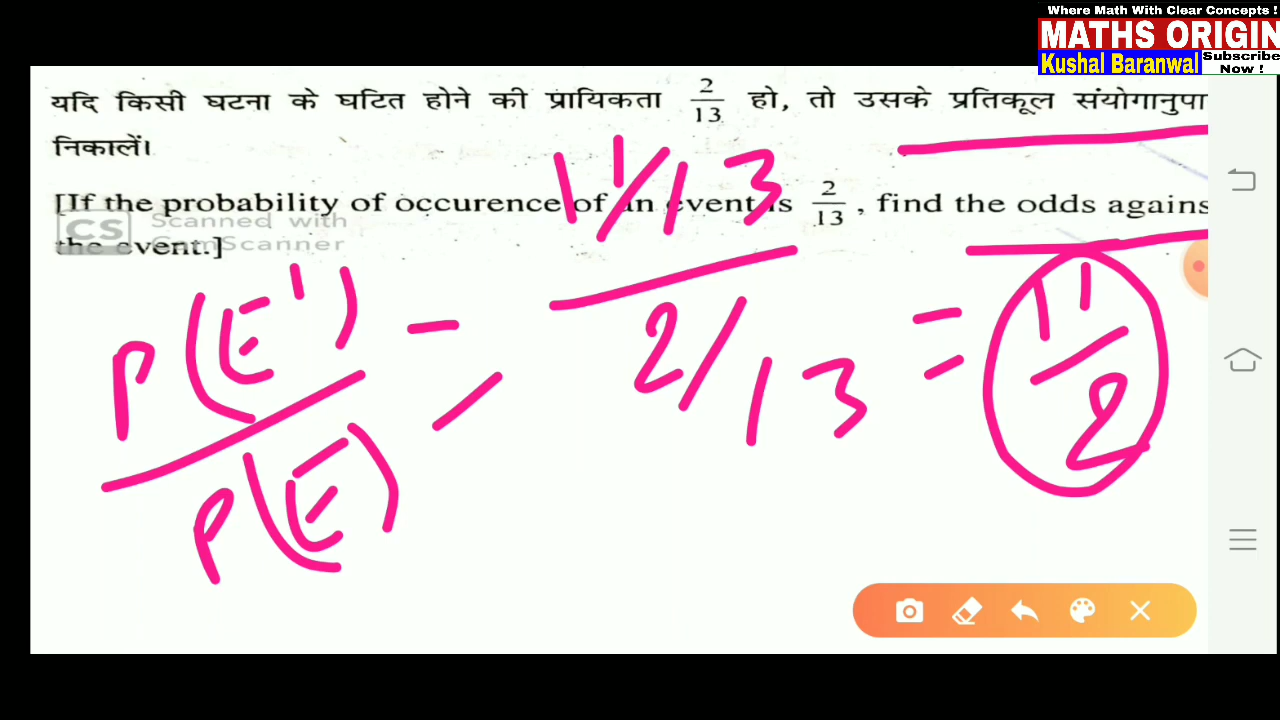 Where Math With Clear Concepts !
MATHS ORIGIN
Kushal Baranwal Subscribe Now !
यदि किसी घटना के घटित होने की प्रायिकता 2/13 हो, तो उसके प्रतिकूल संयोगानुपा
निकालें।
[If the probability of occurence of an event is 2/13, find the odds agains
the event.]
CS Scanned with
CamScanner
P(E')/P(E) = 11/13 / 2/13 = 11/2